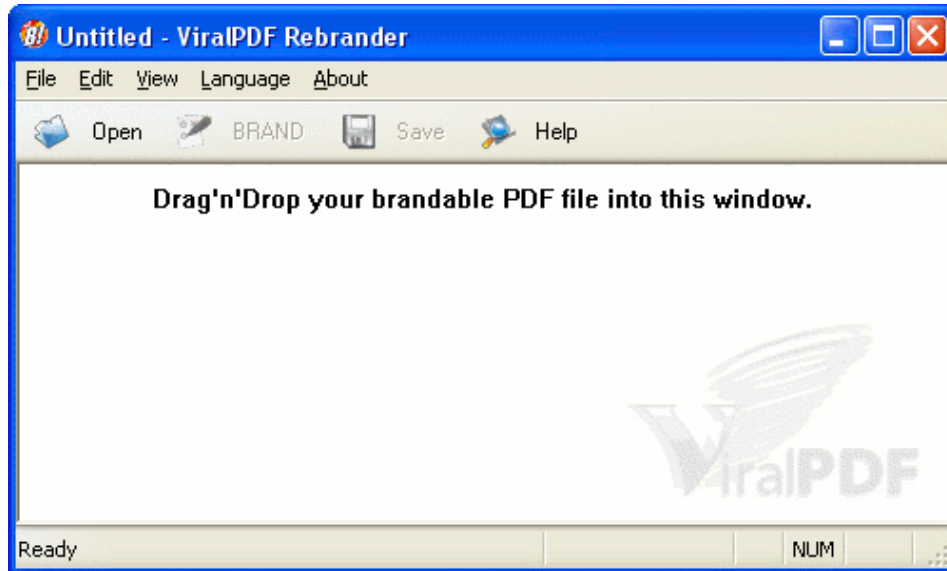 Untitled - ViralPDF Rebrander
File Edit View Language About
Open BRAND Save Help
Drag'n'Drop your brandable PDF file into this window.
ViralPDF
Ready NUM